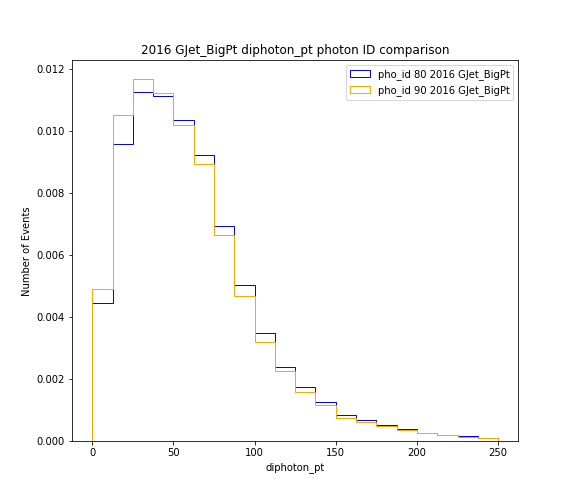 2016 GJet_BigPt diphoton_pt photon ID comparison
pho_id 80 2016 GJet_BigPt
pho_id 90 2016 GJet_BigPt
0.012
0.010
0.008
0.006
0.004
0.002
0.000
Number of Events
0 50 100 150 200 250
diphoton_pt